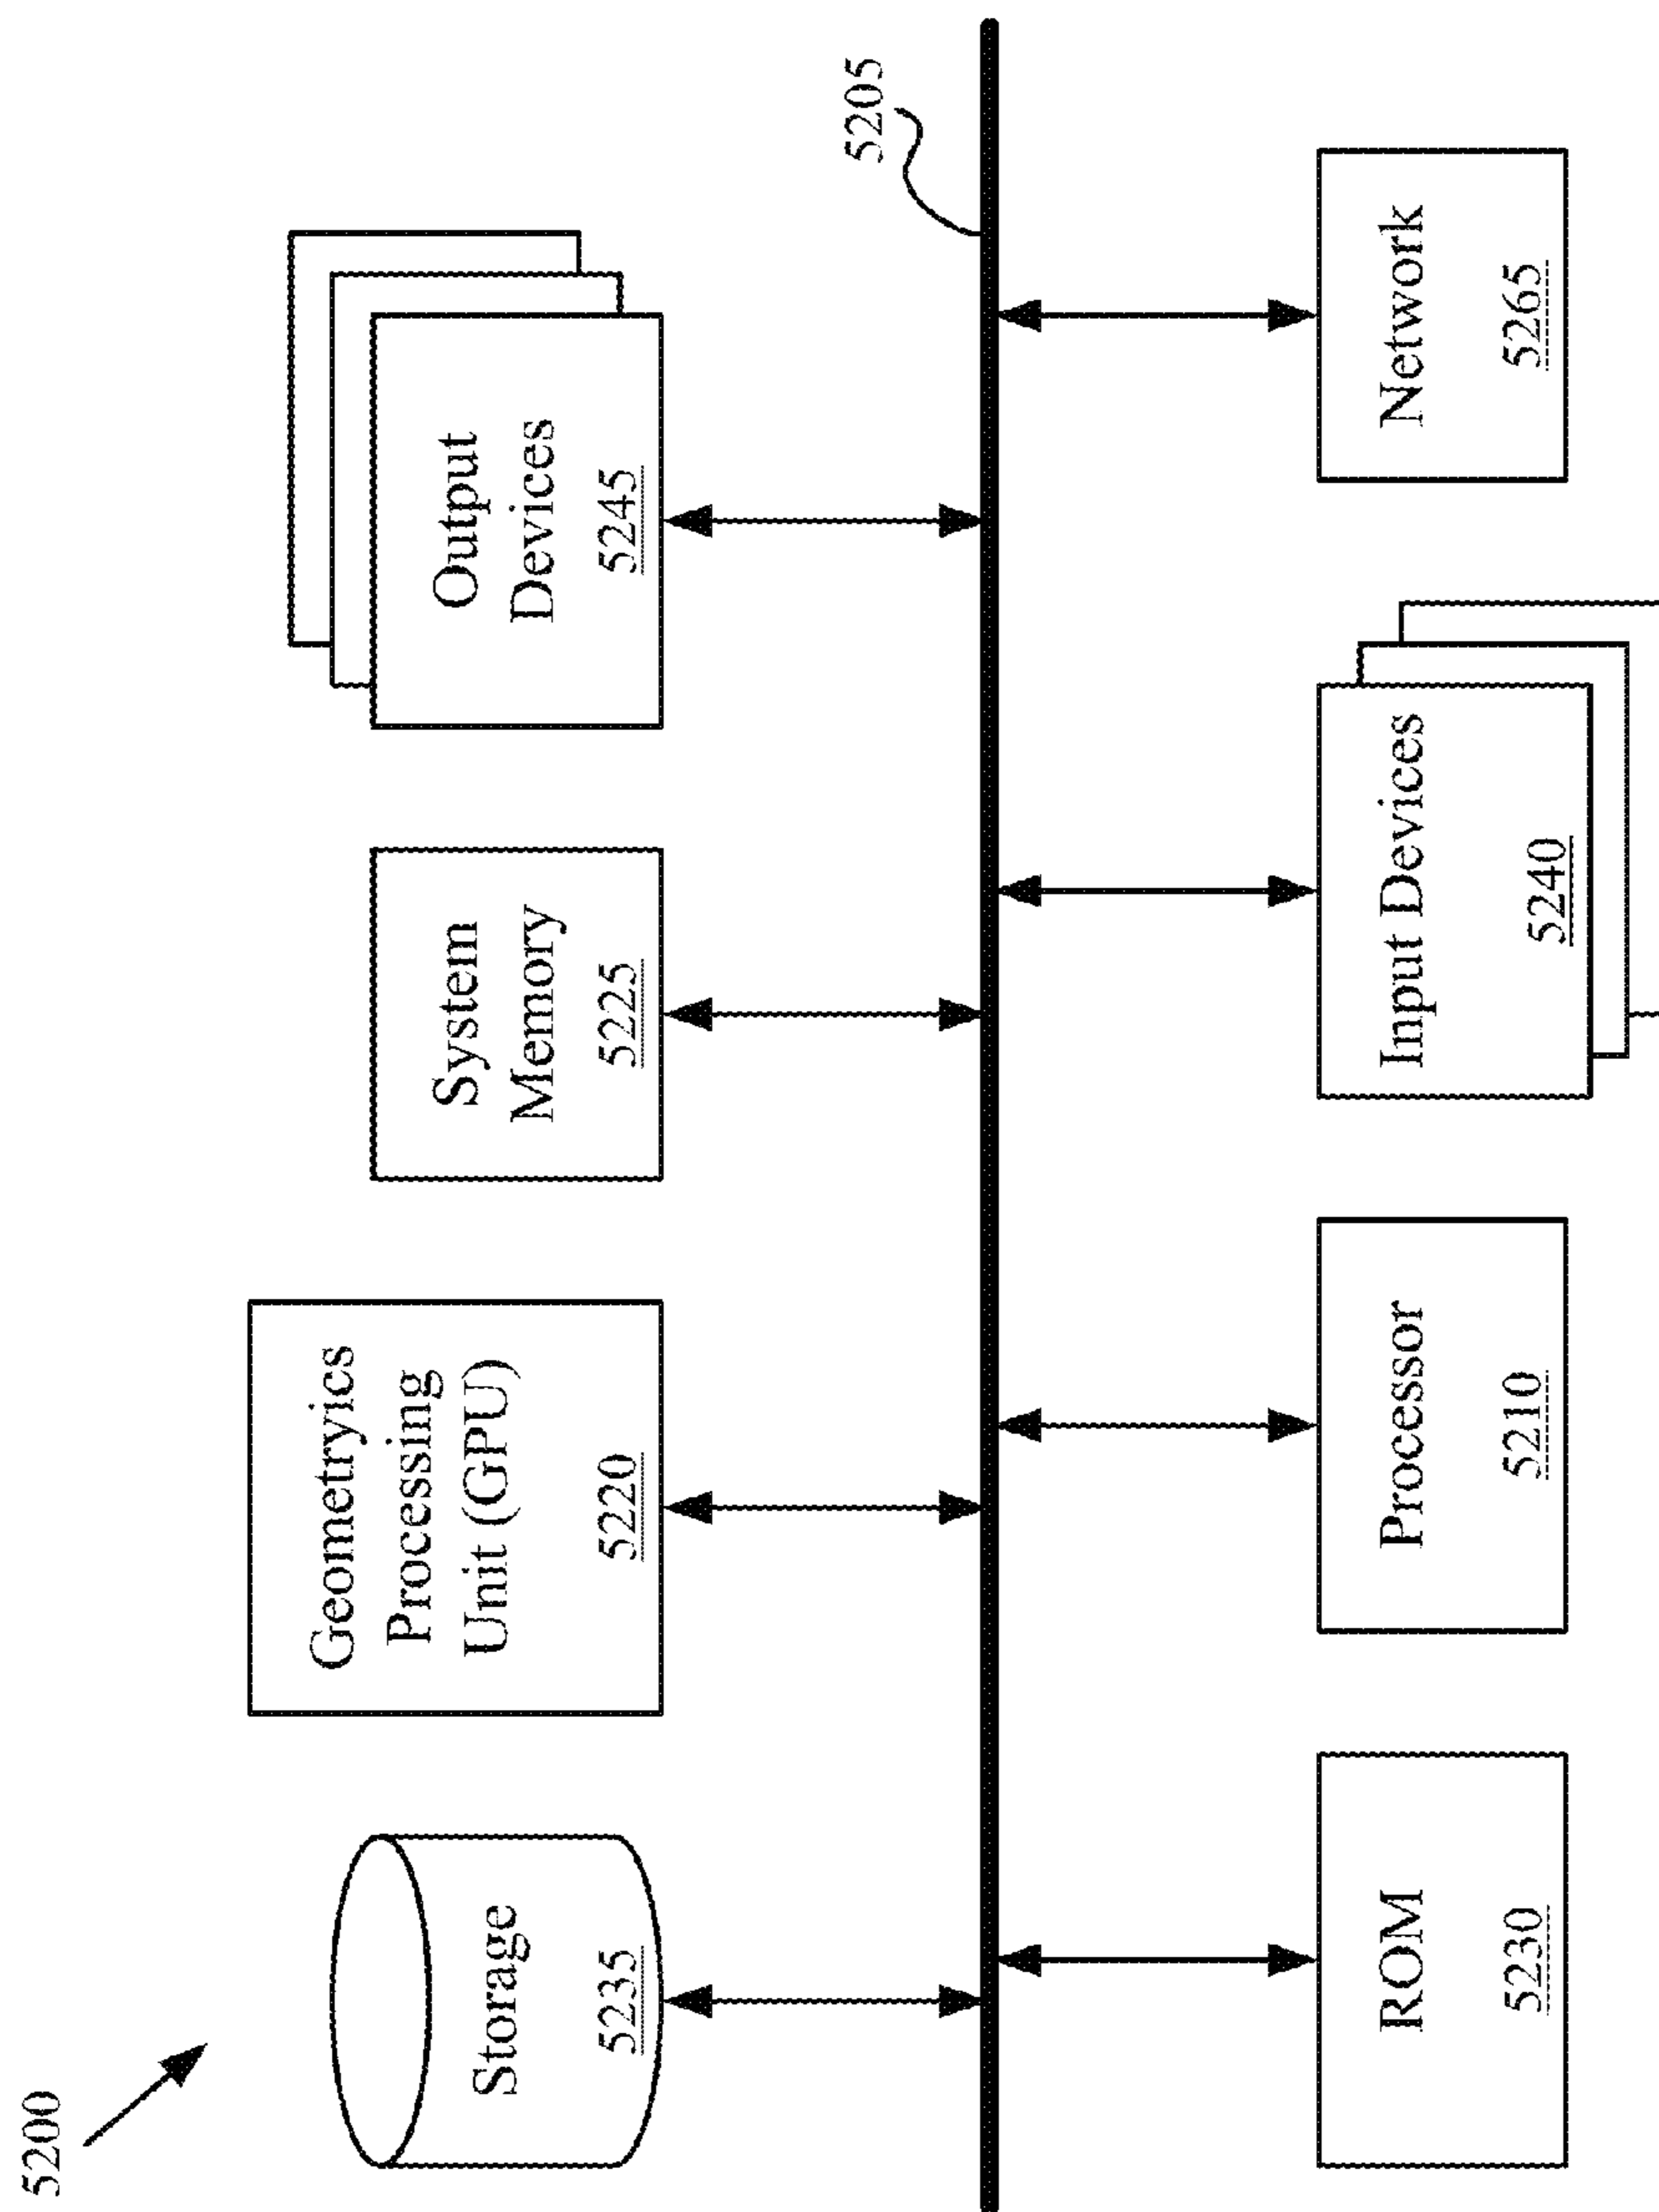 5200
Storage
5235
Geometryics
Processing
Unit (GPU)
5220
System
Memory
5225
Output
Devices
5245
5205
ROM
5230
Processor
5210
Input Devices
5240
Network
5265